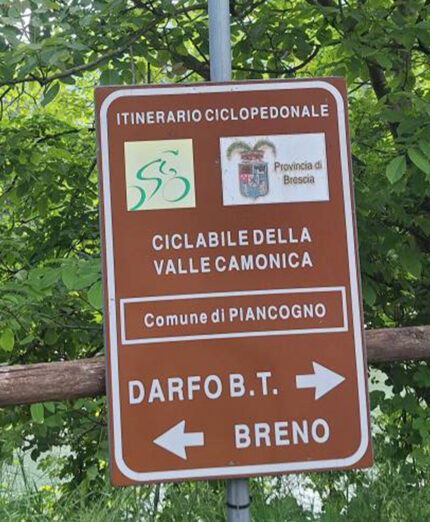 ITINERARIO CICLOPEDONALE
Provincia di
Brescia
CICLABILE DELLA
VALLE CAMONICA
Comune di PIANCOGNO
DARFO B.T.
BRENO